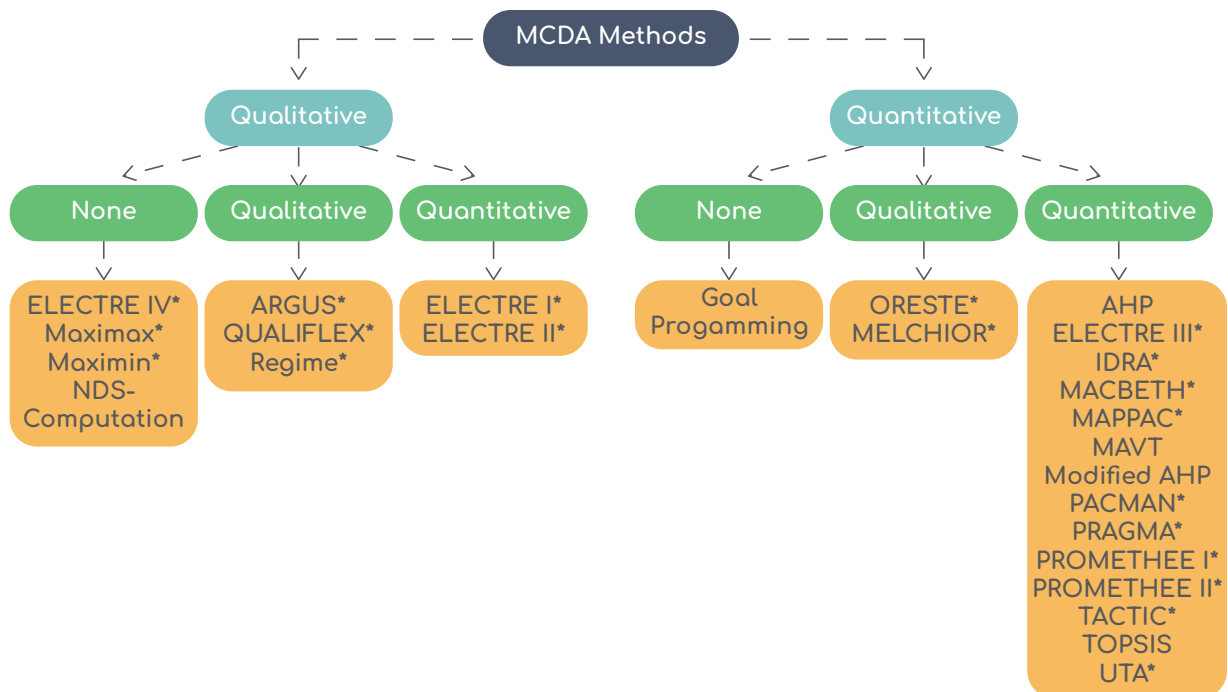 MCDA Methods
Qualitative
Quantitative
None
Qualitative
Quantitative
None
Qualitative
Quantitative
ELECTRE IV*
Maximax*
Maximin*
NDS-
Computation
ARGUS*
QUALIFLEX*
Regime*
ELECTRE I*
ELECTRE II*
Goal
Progamming
ORESTE*
MELCHIOR*
AHP
ELECTRE III*
IDRA*
MACBETH*
MAPPAC*
MAVT
Modified AHP
PACMAN*
PRAGMA*
PROMETHEE I*
PROMETHEE II*
TACTIC*
TOPSIS
UTA*